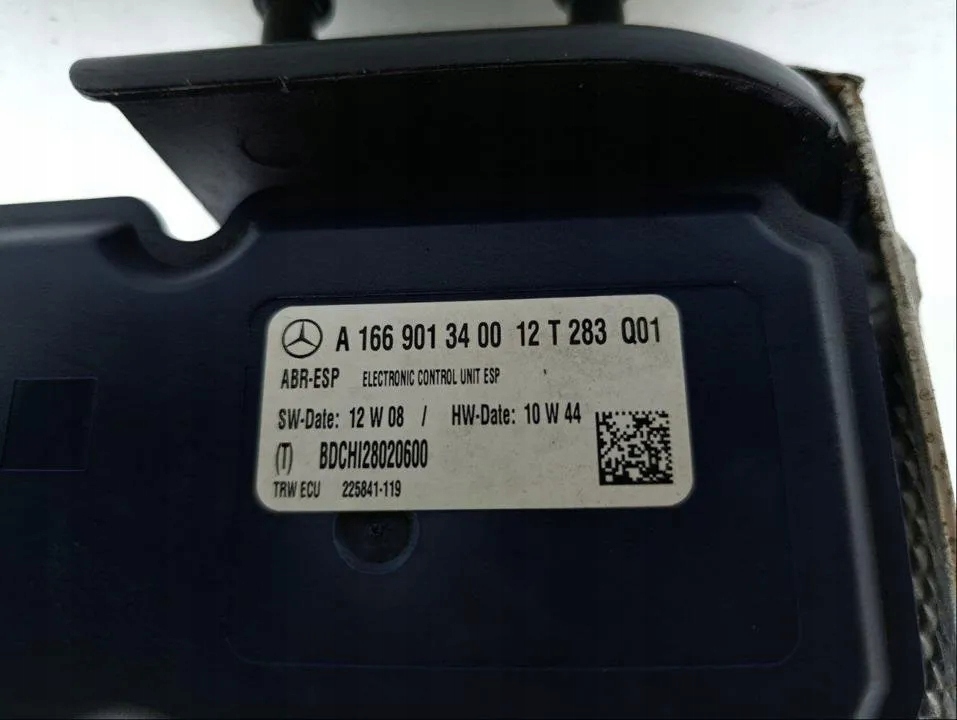 A 166 901 34 00 12 T 283 Q01
ABR-ESP ELECTRONIC CONTROL UNIT ESP
SW-Date: 12 W 08 / HW-Date: 10 W 44
(T) BDCHI28020600
TRW ECU 225841-119